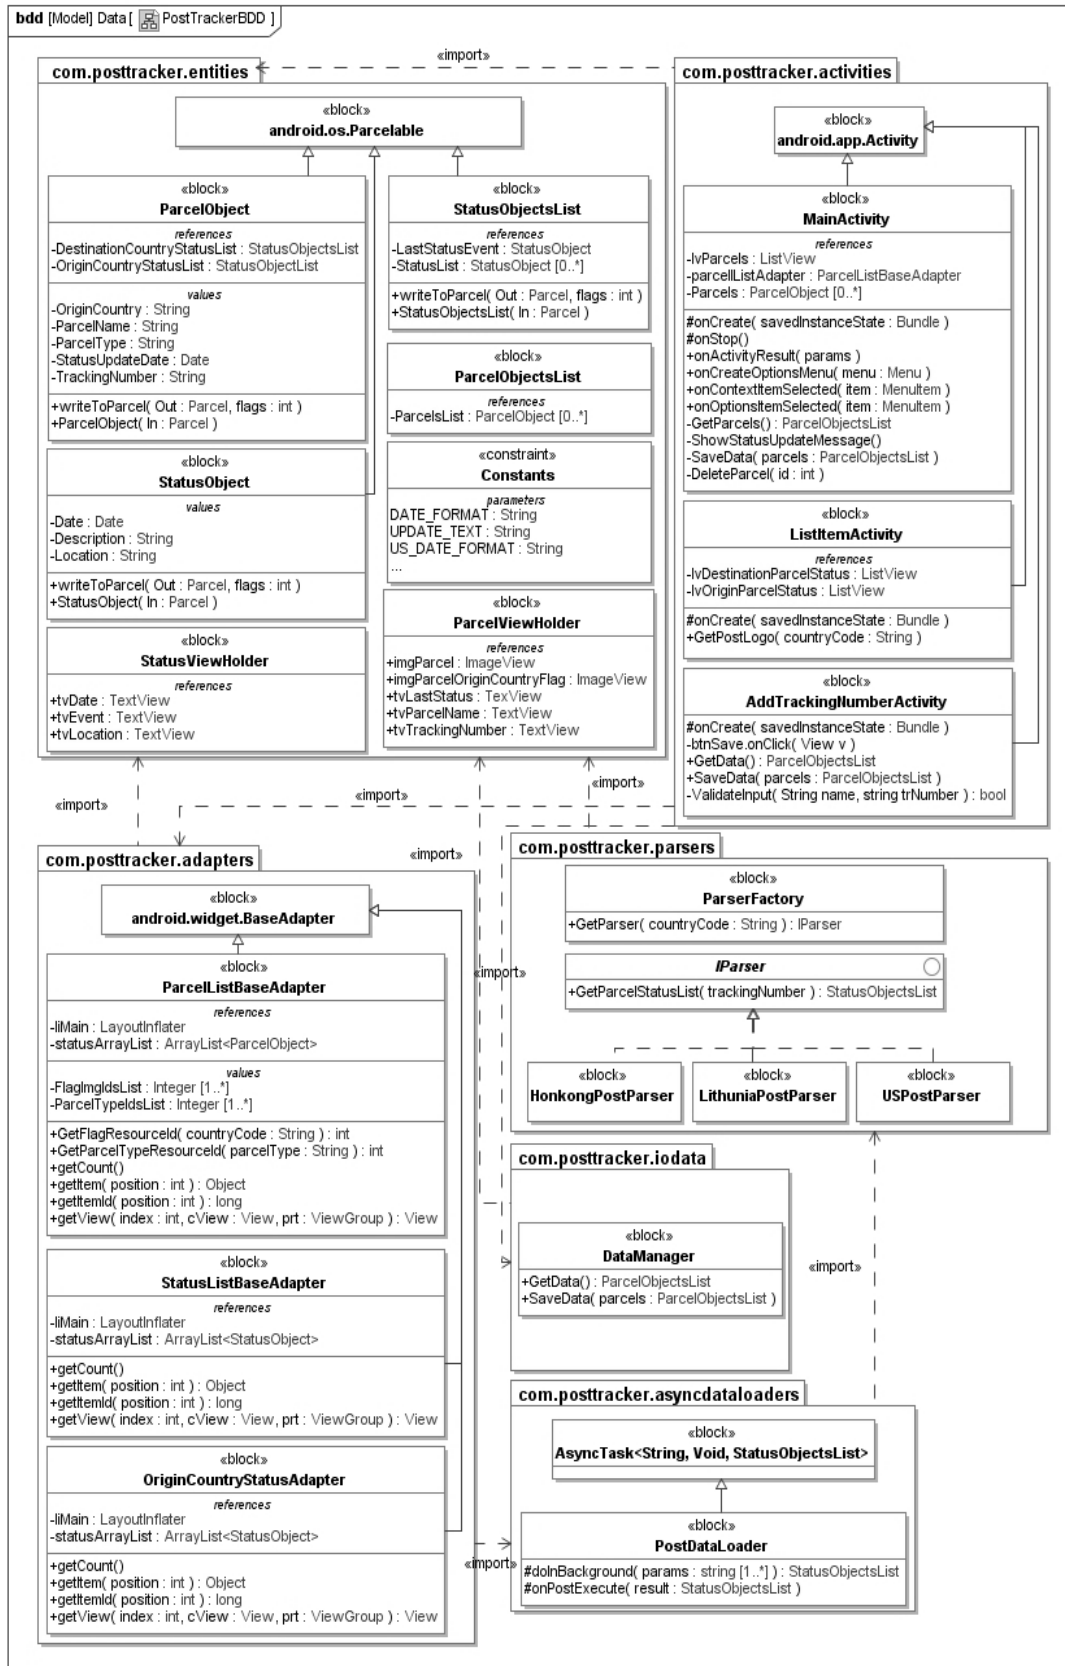 bdd [Model] Data [ PostTrackerBDD ]
«import»
com.posttracker.entities
«block»
android.os.Parcelable
«block»
ParcelObject
references
-DestinationCountryStatusList : StatusObjectsList
-OriginCountryStatusList : StatusObjectList
values
-OriginCountry : String
-ParcelName : String
-ParcelType : String
-StatusUpdateDate : Date
-TrackingNumber : String
+writeToParcel( Out : Parcel, flags : int )
+ParcelObject( In : Parcel )
«block»
StatusObject
values
-Date : Date
-Description : String
-Location : String
+writeToParcel( Out : Parcel, flags : int )
+StatusObject( In : Parcel )
«block»
StatusViewHolder
references
+tvDate : TextView
+tvEvent : TextView
+tvLocation : TextView
«block»
StatusObjectsList
references
-LastStatusEvent : StatusObject
-StatusList : StatusObject [0..*]
+writeToParcel( Out : Parcel, flags : int )
+StatusObjectsList( In : Parcel )
«block»
ParcelObjectsList
references
-ParcelsList : ParcelObject [0..*]
«constraint»
Constants
parameters
DATE_FORMAT : String
UPDATE_TEXT : String
US_DATE_FORMAT : String
...
«block»
ParcelViewHolder
references
+imgParcel : ImageView
+imgParcelOriginCountryFlag : ImageView
+tvLastStatus : TexView
+tvParcelName : TextView
+tvTrackingNumber : TextView
com.posttracker.activities
«block»
android.app.Activity
«block»
MainActivity
references
-lvParcels : ListView
-parcelListAdapter : ParcelListBaseAdapter
-Parcels : ParcelObject [0..*]
#onCreate( savedInstanceState : Bundle )
#onStop()
+onActivityResult( params )
+onCreateOptionsMenu( menu : Menu )
+onContextItemSelected( item : MenuItem )
+onOptionsItemSelected( item : MenuItem )
-GetParcels() : ParcelObjectsList
-ShowStatusUpdateMessage()
-SaveData( parcels : ParcelObjectsList )
-DeleteParcel( id : int )
«block»
ListItemActivity
references
-lvDestinationParcelStatus : ListView
-lvOriginParcelStatus : ListView
#onCreate( savedInstanceState : Bundle )
+GetPostLogo( countryCode : String )
«block»
AddTrackingNumberActivity
#onCreate( savedInstanceState : Bundle )
-btnSave.onClick( View v )
+GetData() : ParcelObjectsList
+SaveData( parcels : ParcelObjectsList )
-ValidateInput( String name, string trNumber ) : bool
«import»
«import»
«import»
«import»
com.posttracker.adapters
«block»
android.widget.BaseAdapter
«block»
ParcelListBaseAdapter
references
-liMain : LayoutInflater
-statusArrayList : ArrayList<ParcelObject>
values
-FlagImgIdsList : Integer [1..*]
-ParcelTypeIdsList : Integer [1..*]
+GetFlagResourceId( countryCode : String ) : int
+GetParcelTypeResourceId( parcelType : String ) : int
+getCount()
+getItem( position : int ) : Object
+getItemId( position : int ) : long
+getView( index : int, cView : View, prt : ViewGroup ) : View
«block»
StatusListBaseAdapter
references
-liMain : LayoutInflater
-statusArrayList : ArrayList<StatusObject>
+getCount()
+getItem( position : int ) : Object
+getItemId( position : int ) : long
+getView( index : int, cView : View, prt : ViewGroup ) : View
«block»
OriginCountryStatusAdapter
references
-liMain : LayoutInflater
-statusArrayList : ArrayList<StatusObject>
+getCount()
+getItem( position : int ) : Object
+getItemId( position : int ) : long
+getView( index : int, cView : View, prt : ViewGroup ) : View
com.posttracker.parsers
«block»
ParserFactory
+GetParser( countryCode : String ) : IParser
IParser
+GetParcelStatusList( trackingNumber ) : StatusObjectsList
«import»
«block»
HonkongPostParser
«block»
LithuniaPostParser
«block»
USPostParser
com.posttracker.iodata
«block»
DataManager
+GetData() : ParcelObjectsList
+SaveData( parcels : ParcelObjectsList )
«import»
com.posttracker.asyncdataloaders
«block»
AsyncTask<String, Void, StatusObjectsList>
«block»
PostDataLoader
#doInBackground( params : string [1..*] ) : StatusObjectsList
#onPostExecute( result : StatusObjectsList )
«import»